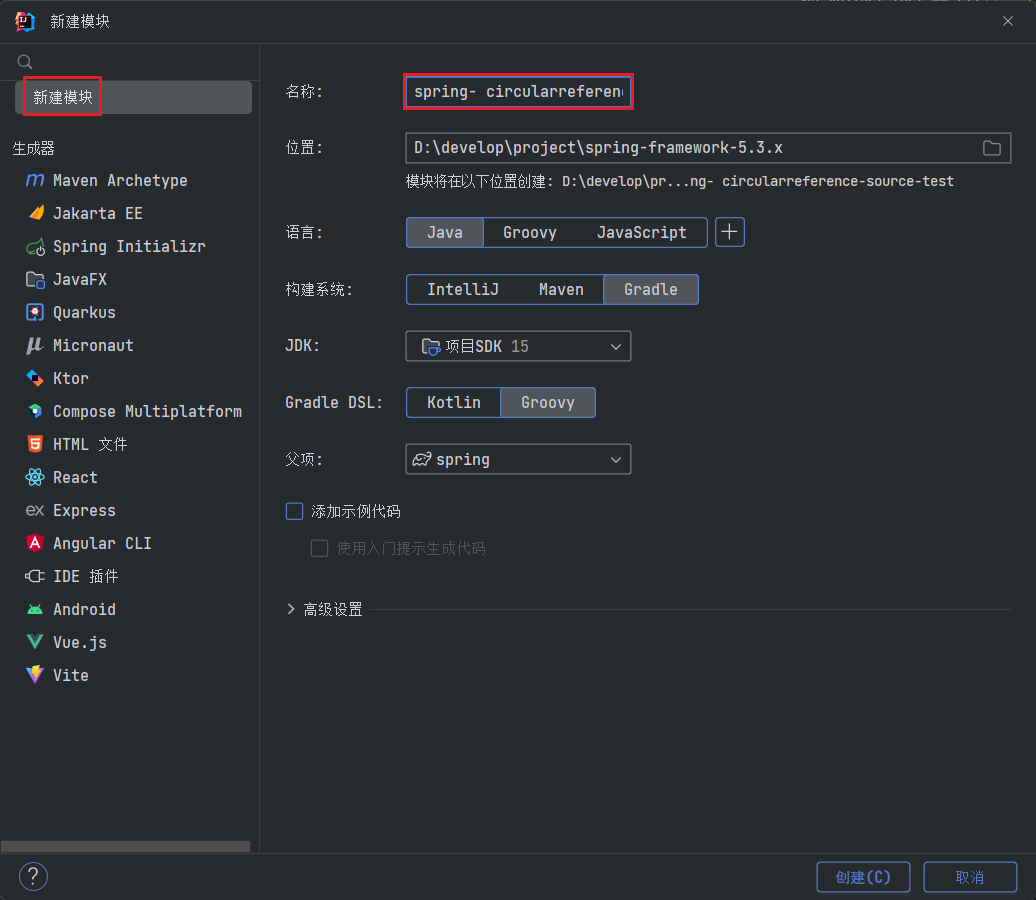 新建模块
新建模块
生成器
Maven Archetype
Jakarta EE
Spring Initializr
JavaFX
Quarkus
Micronaut
Ktor
Compose Multiplatform
HTML 文件
React
ex Express
Angular CLI
IDE 插件
Android
Vue.js
Vite
名称: spring- circularreferen
位置: D:\develop\project\spring-framework-5.3.x
模块将在以下位置创建: D:\develop\pr...ng- circularreference-source-test
语言: Java Groovy JavaScript
构建系统: IntelliJ Maven Gradle
JDK: 项目SDK 15
Gradle DSL: Kotlin Groovy
父项: spring
添加示例代码
使用入门提示生成代码
高级设置
? 创建(C) 取消